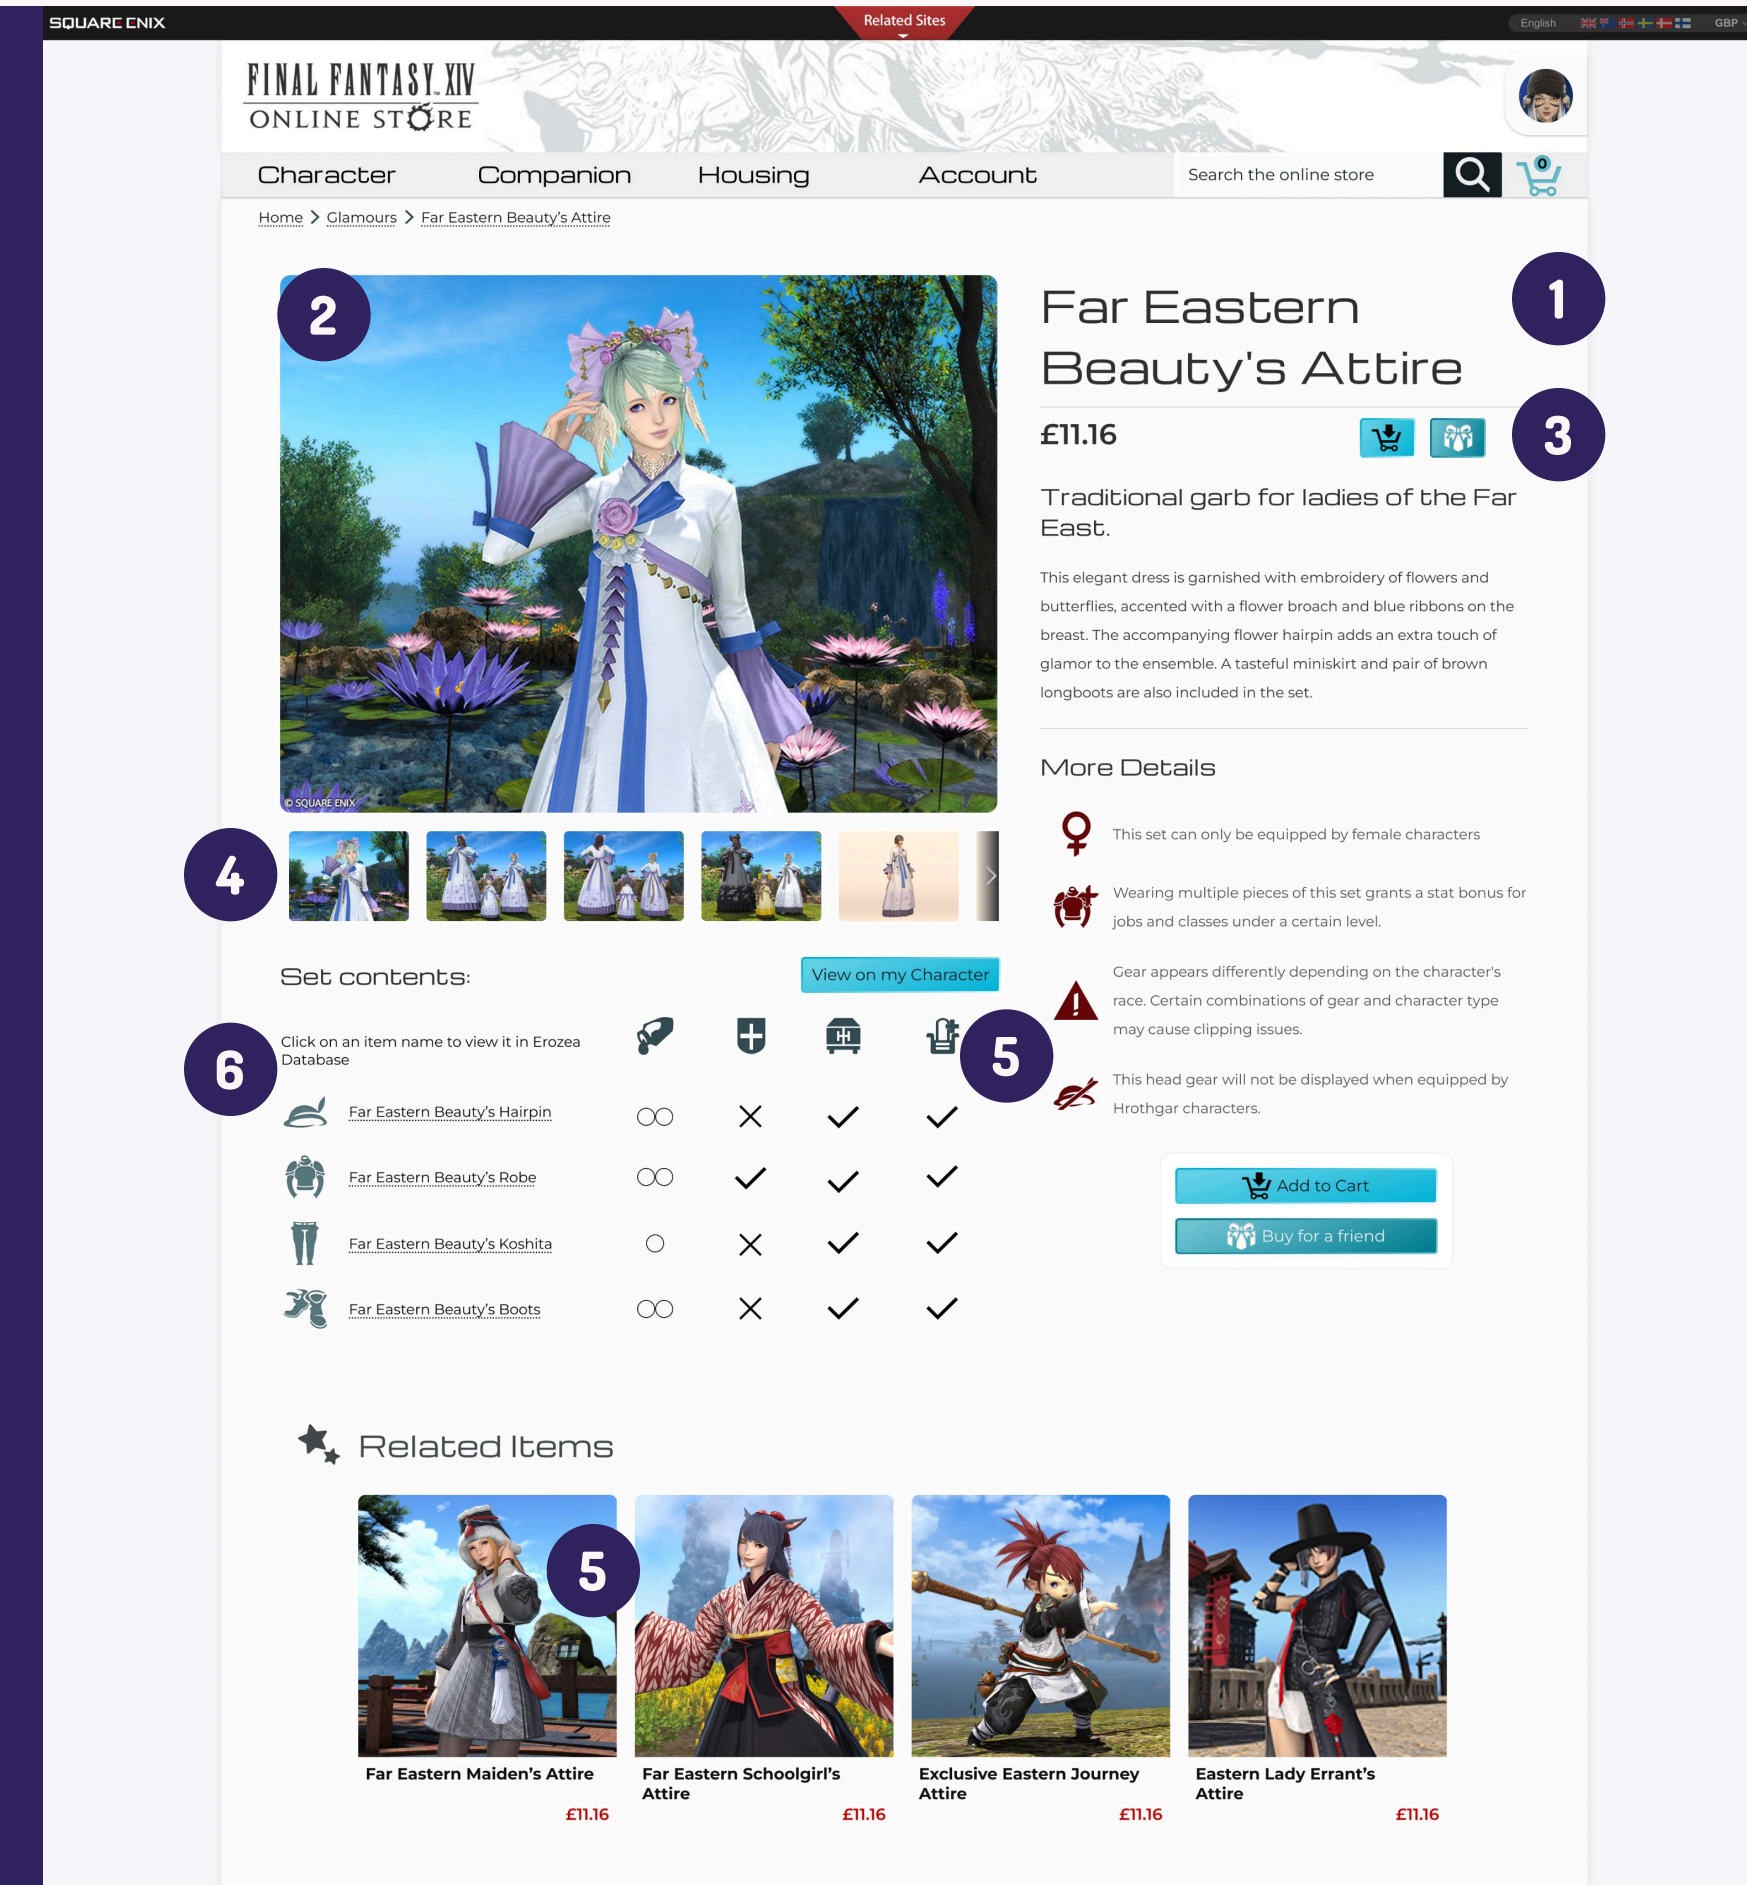 SQUARE ENIX
Related Sites
English
GBP
FINAL FANTASY XIV
ONLINE STORE
Character
Companion
Housing
Account
Search the online store
0
Home > Glamours > Far Eastern Beauty's Attire
2
1
Far Eastern
Beauty's Attire
£11.16
3
Traditional garb for ladies of the Far
East.
This elegant dress is garnished with embroidery of flowers and
butterflies, accented with a flower broach and blue ribbons on the
breast. The accompanying flower hairpin adds an extra touch of
glamor to the ensemble. A tasteful miniskirt and pair of brown
longboots are also included in the set.
© SQUARE ENIX
4
More Details
This set can only be equipped by female characters
Wearing multiple pieces of this set grants a stat bonus for
jobs and classes under a certain level.
Gear appears differently depending on the character's
race. Certain combinations of gear and character type
may cause clipping issues.
This head gear will not be displayed when equipped by
Hrothgar characters.
Add to Cart
Buy for a friend
Set contents:
View on my Character
5
6
Click on an item name to view it in Erozea
Database
Far Eastern Beauty's Hairpin
Far Eastern Beauty's Robe
Far Eastern Beauty's Koshita
Far Eastern Beauty's Boots
Related Items
5
Far Eastern Maiden's Attire
£11.16
Far Eastern Schoolgirl's
Attire
£11.16
Exclusive Eastern Journey
Attire
£11.16
Eastern Lady Errant's
Attire
£11.16